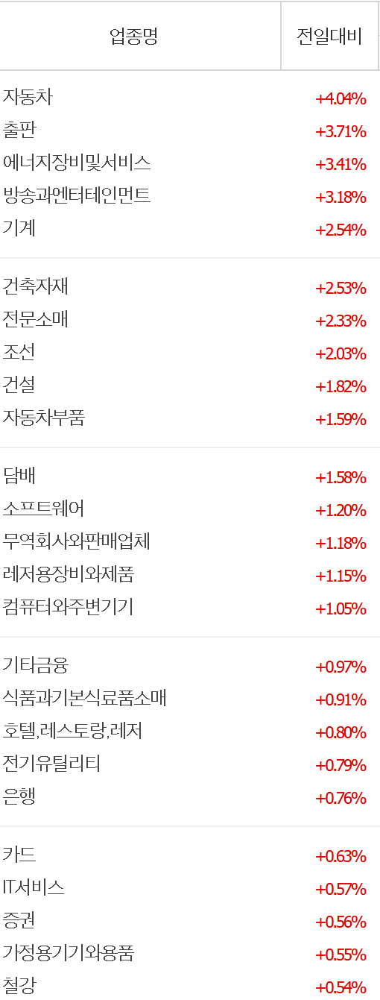 업종명 전일대비
자동차 +4.04%
출판 +3.71%
에너지장비및서비스 +3.41%
방송과엔터테인먼트 +3.18%
기계 +2.54%
건축자재 +2.53%
전문소매 +2.33%
조선 +2.03%
건설 +1.82%
자동차부품 +1.59%
담배 +1.58%
소프트웨어 +1.20%
무역회사와판매업체 +1.18%
레저용장비와제품 +1.15%
컴퓨터와주변기기 +1.05%
기타금융 +0.97%
식품과기본식료품소매 +0.91%
호텔,레스토랑,레저 +0.80%
전기유틸리티 +0.79%
은행 +0.76%
카드 +0.63%
IT서비스 +0.57%
증권 +0.56%
가정용기기와용품 +0.55%
철강 +0.54%